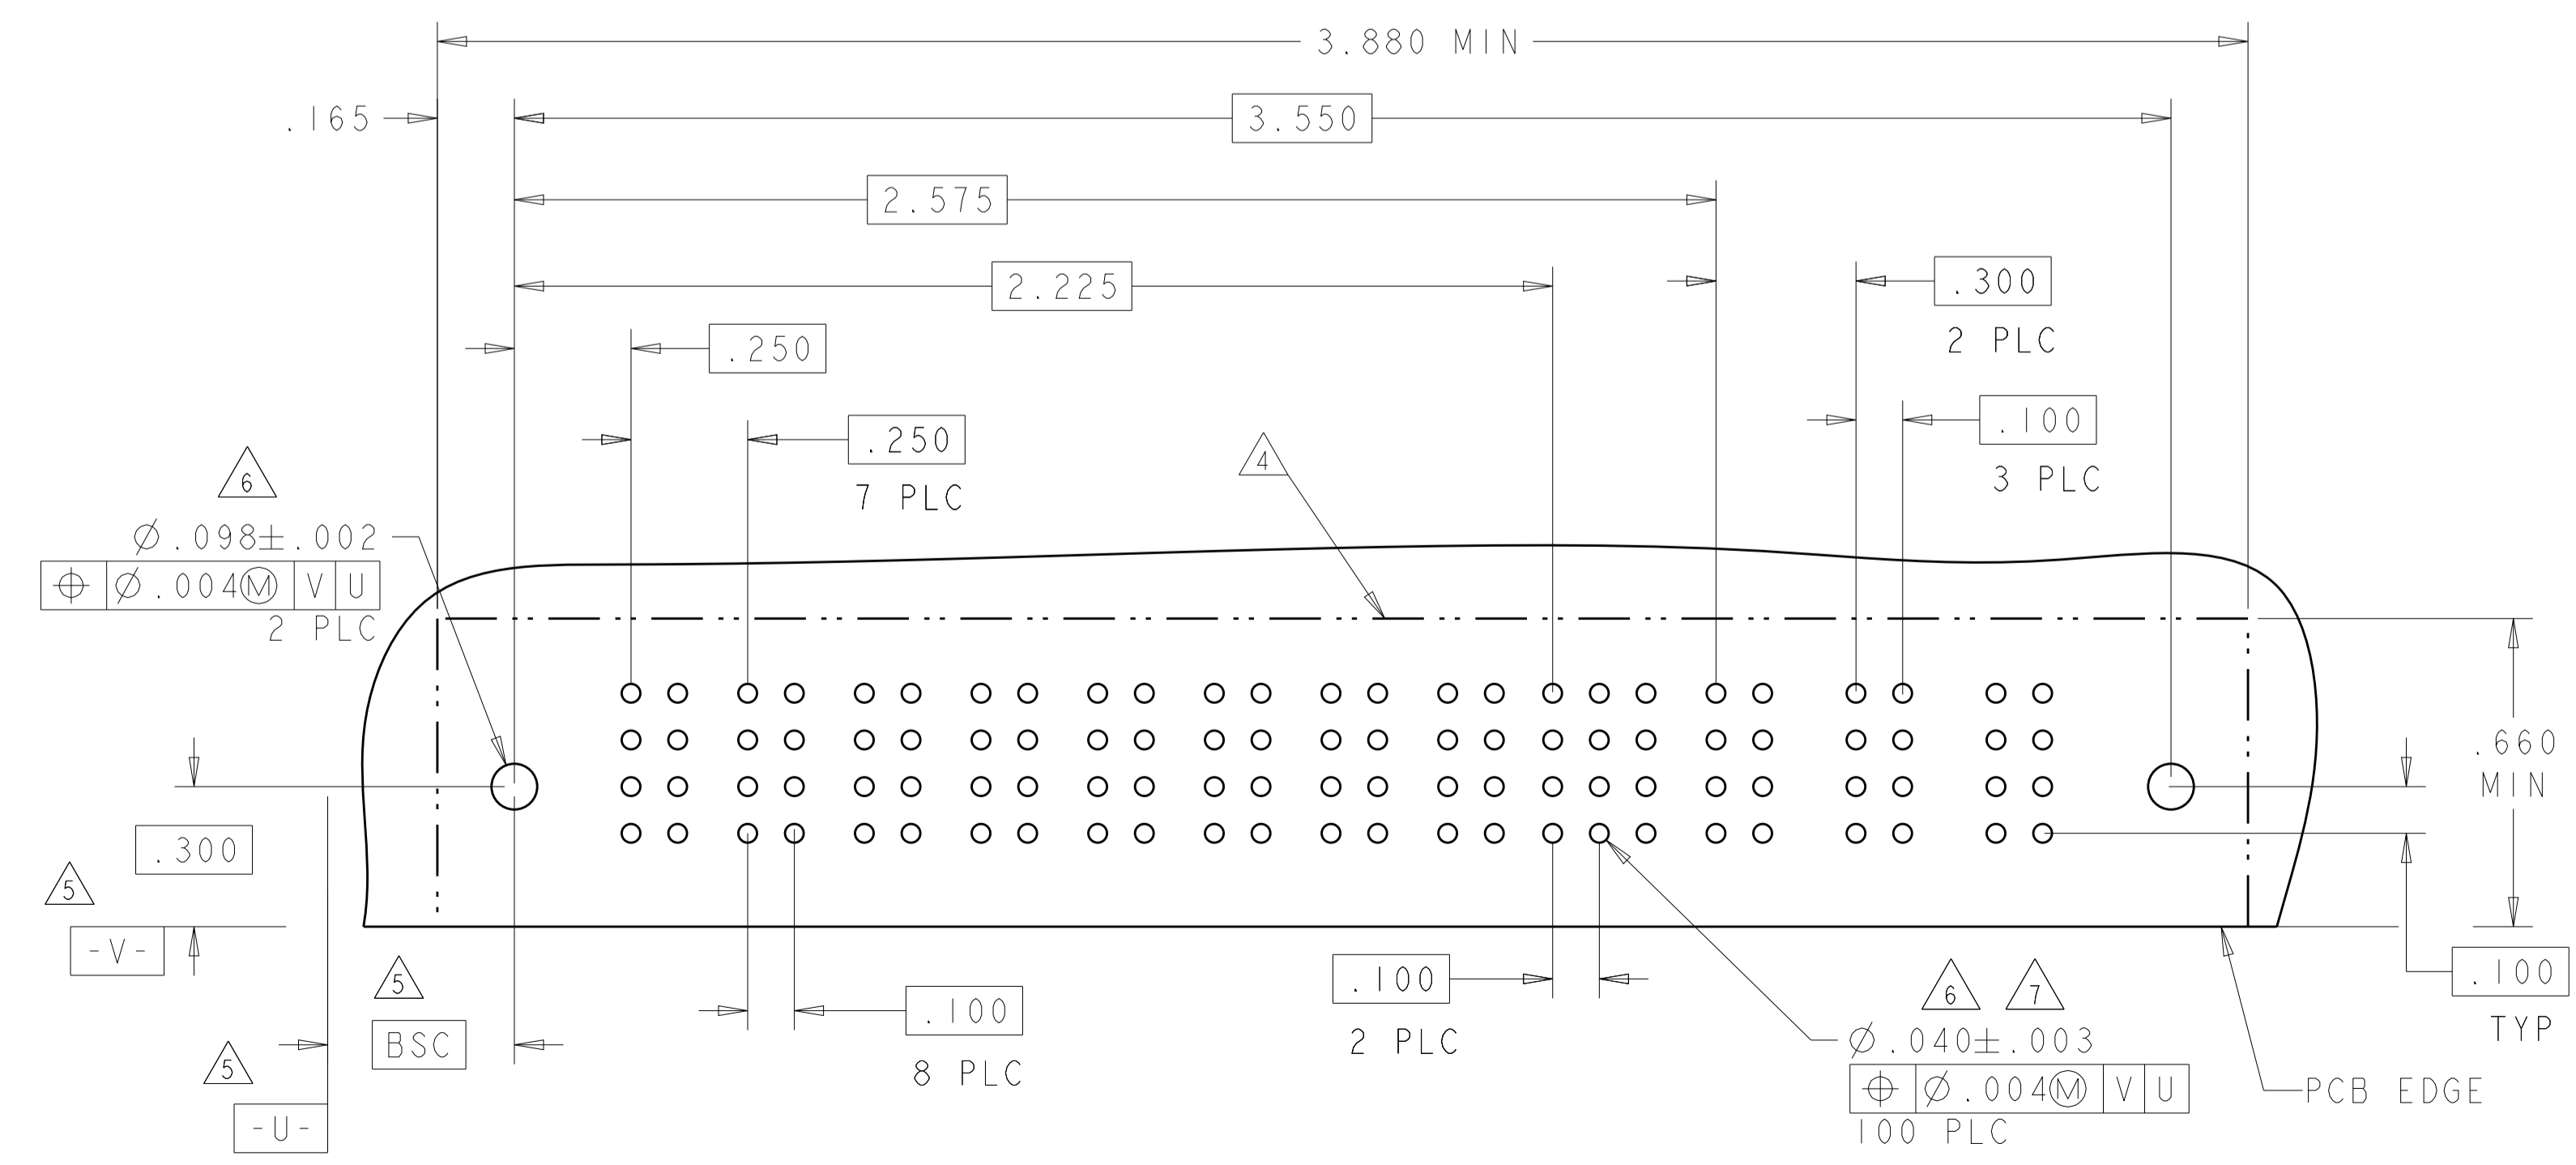 3.880 MIN
.165
3.550
2.575
2.225
.300
2 PLC
.250
.100
3 PLC
.250
7 PLC
4
6
Ø.098±.002
⌖ Ø.004Ⓜ V U
2 PLC
.660
MIN
.300
5
-V-
5
BSC
5
-U-
.100
8 PLC
.100
2 PLC
6 7
Ø.040±.003
⌖ Ø.004Ⓜ V U
100 PLC
.100
TYP
PCB EDGE